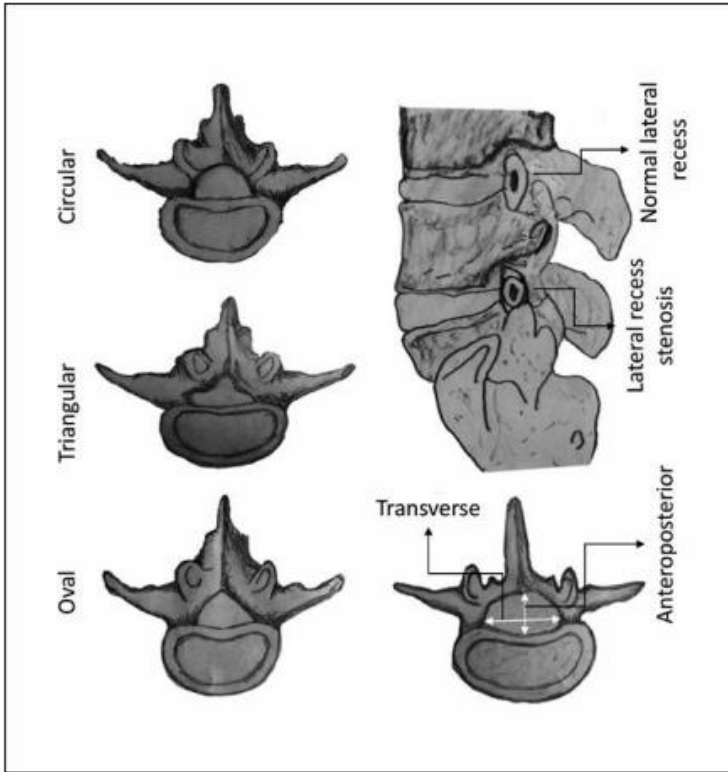 Circular
Normal lateral
recess
Lateral recess
stenosis
Triangular
Transverse
Oval
Anteroposterior